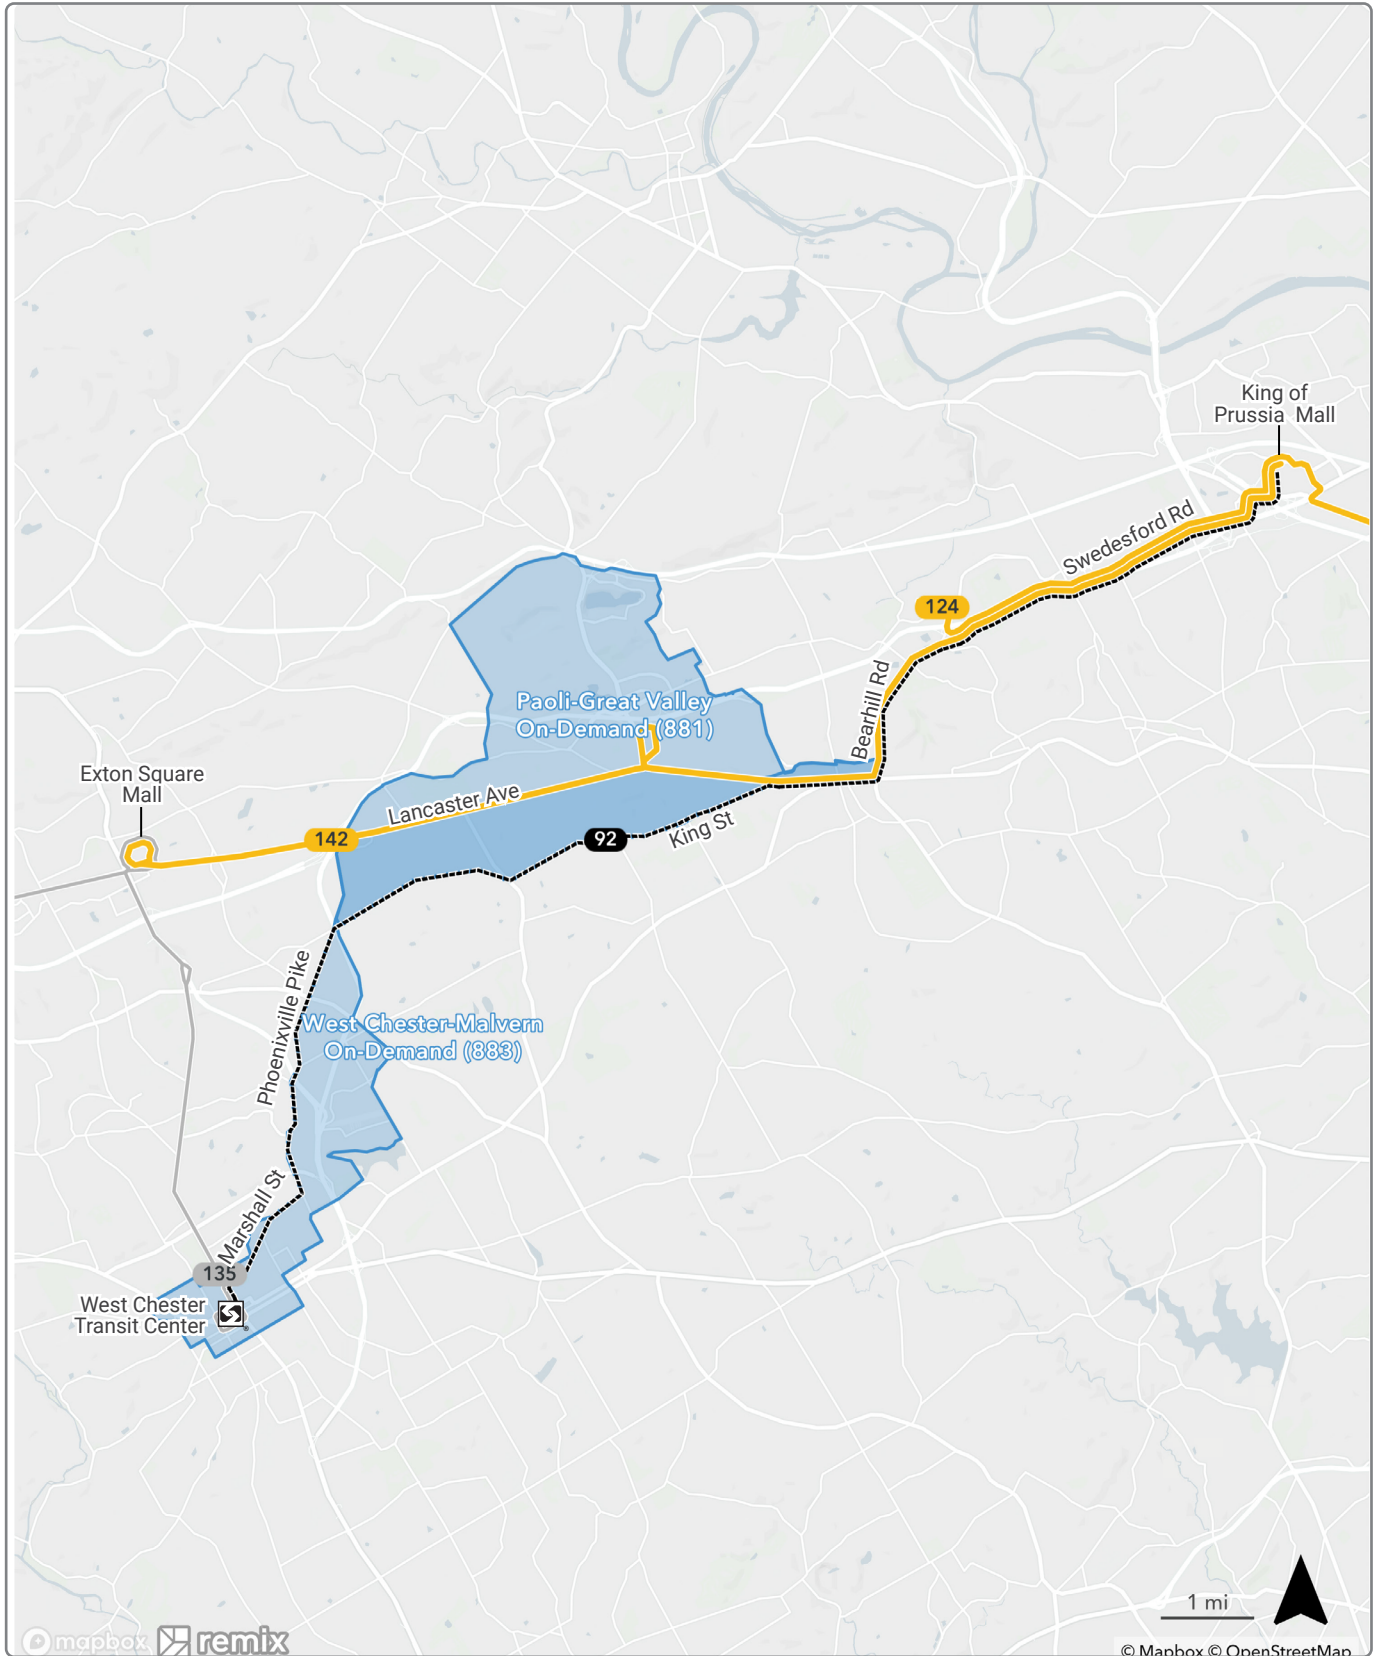 King of
Prussia Mall
Swedesford Rd
124
Bearhill Rd
Paoli-Great Valley
On-Demand (881)
Exton Square
Mall
Lancaster Ave
142
92
King St
Phoenixville Pike
West Chester-Malvern
On-Demand (883)
Marshall St
135
West Chester
Transit Center
1 mi
mapbox
remix
© Mapbox © OpenStreetMap